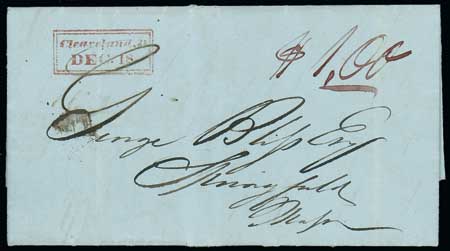 Cleaveland, O.
DEC. 18
$1,00
George Bliss Esq
Springfield
Mass